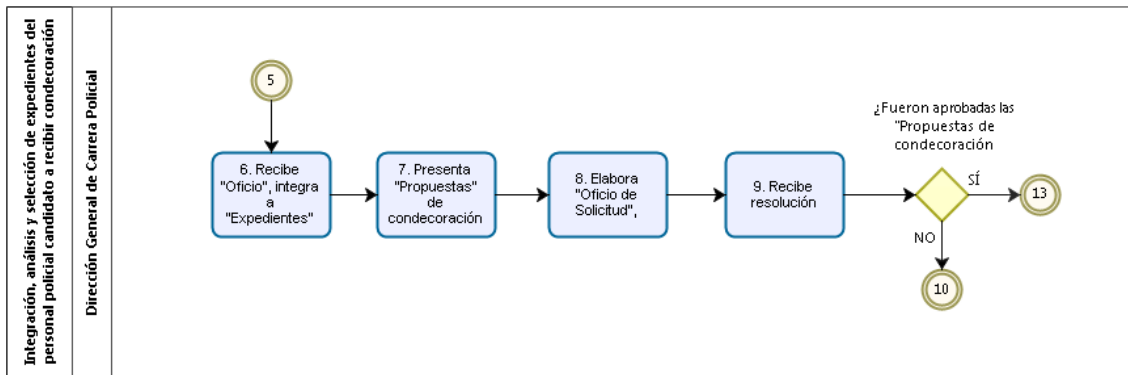 Integración, análisis y selección de expedientes del
personal policial candidato a recibir condecoración
Dirección General de Carrera Policial
5
6. Recibe
"Oficio", integra
a
"Expedientes"
7. Presenta
"Propuestas"
de
condecoración
8. Elabora
"Oficio de
Solicitud",
9. Recibe
resolución
¿Fueron aprobadas las
"Propuestas de
condecoración
SÍ
13
NO
10